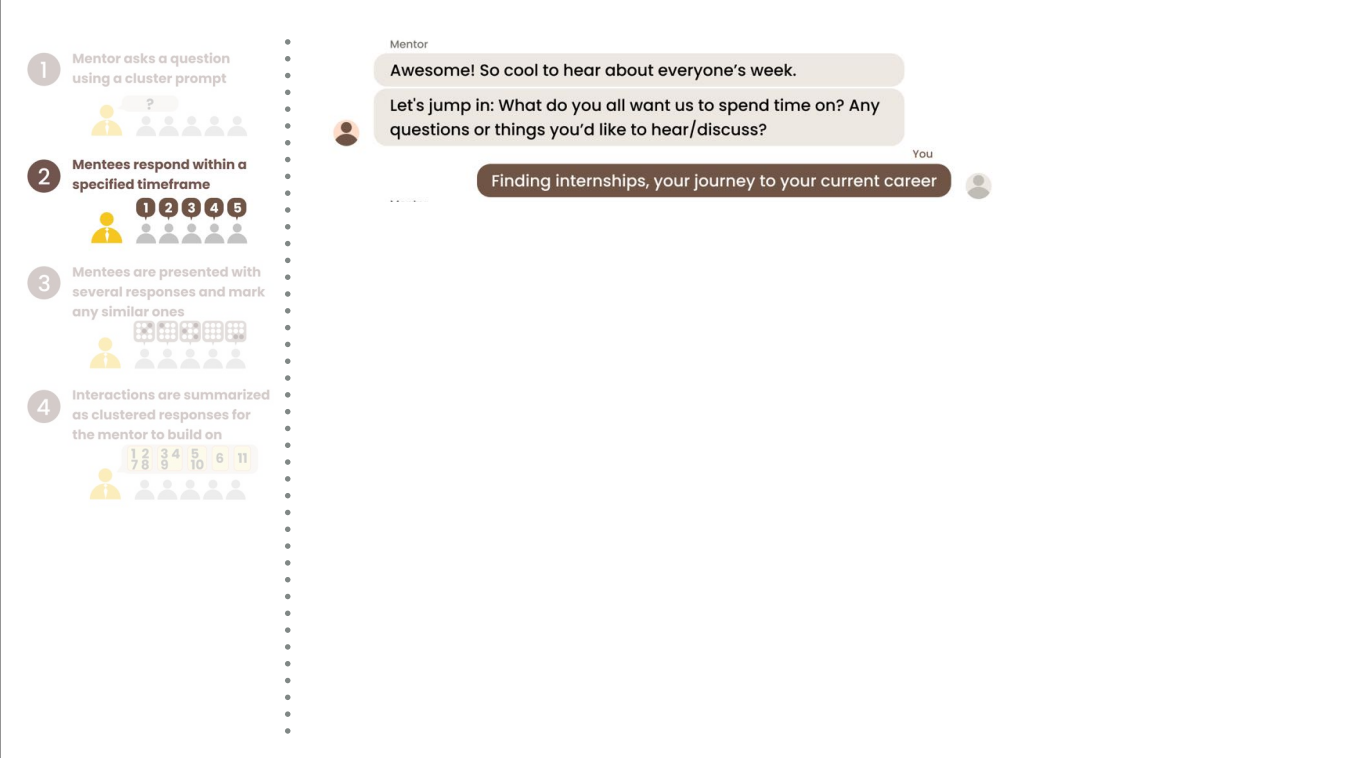 1
Mentor asks a question
using a cluster prompt
?
2
Mentees respond within a
specified timeframe
1 2 3 4 5
3
Mentees are presented with
several responses and mark
any similar ones
4
Interactions are summarized
as clustered responses for
the mentor to build on
1 2 3 4 5 6 11
7 8 9 10
Mentor
Awesome! So cool to hear about everyone’s week.
Let's jump in: What do you all want us to spend time on? Any
questions or things you’d like to hear/discuss?
You
Finding internships, your journey to your current career